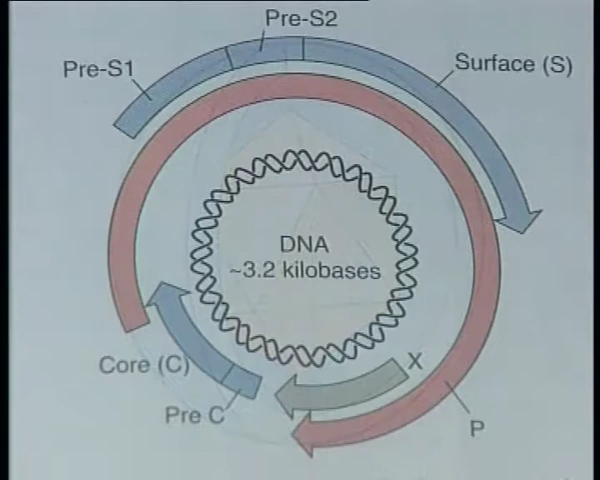 Pre-S2
Pre-S1
Surface (S)
DNA
~3.2 kilobases
Core (C)
X
Pre C
P